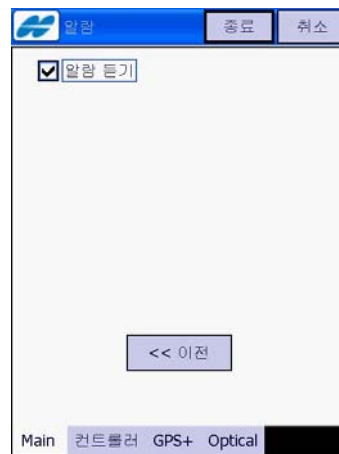 알람 종료 취소
알람 듣기
<< 이전
Main 컨트롤러 GPS+ Optical